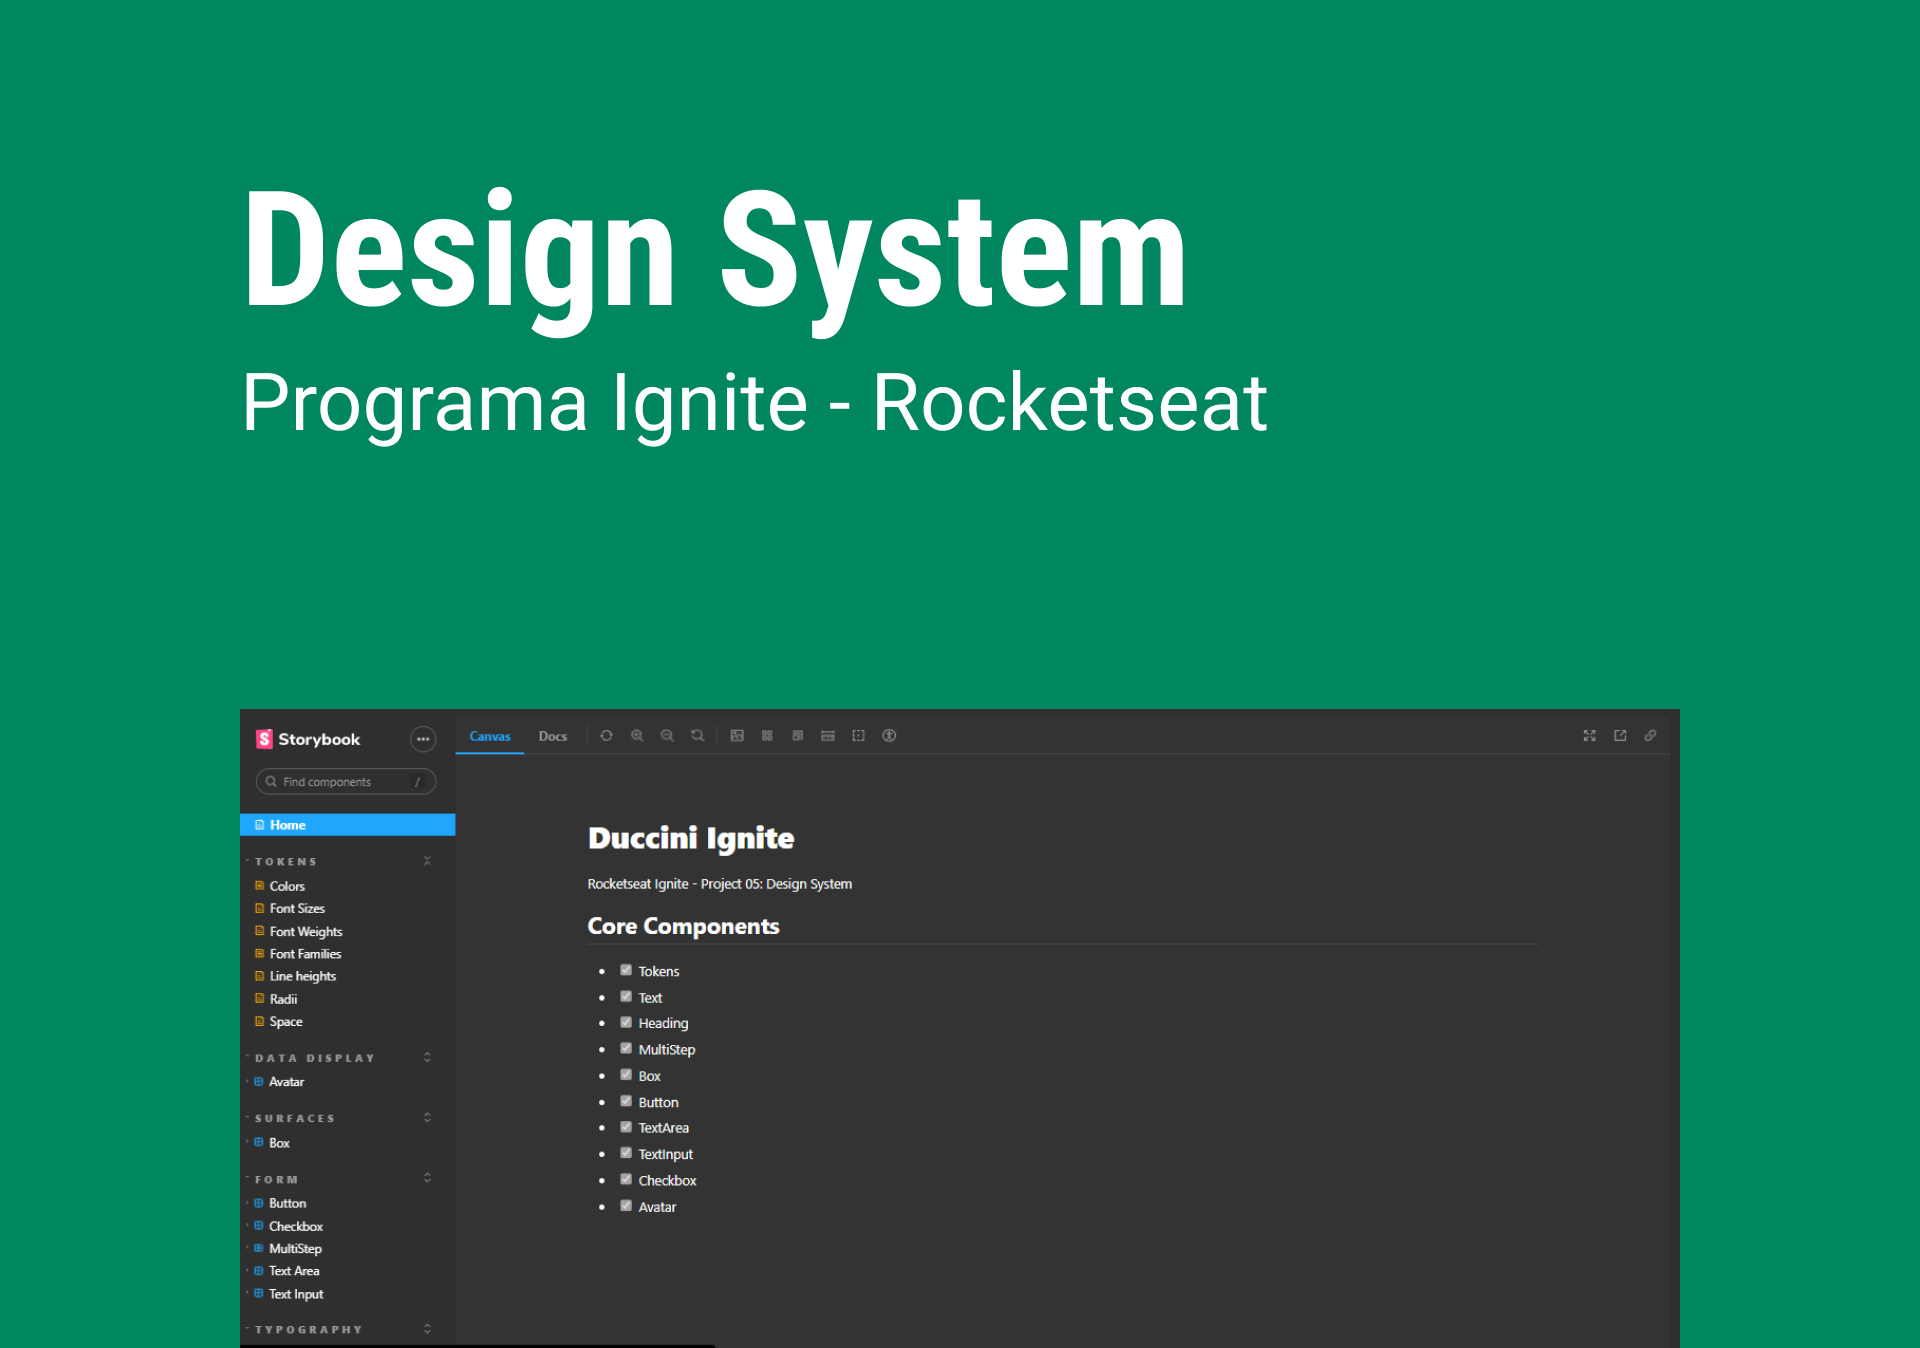 Design System
Programa Ignite - Rocketseat
Storybook
Find components
/
Home
TOKENS
Colors
Font Sizes
Font Weights
Font Families
Line heights
Radii
Space
DATA DISPLAY
Avatar
SURFACES
Box
FORM
Button
Checkbox
MultiStep
Text Area
Text Input
TYPOGRAPHY
Canvas Docs
Duccini Ignite
Rocketseat Ignite - Project 05: Design System
Core Components
Tokens
Text
Heading
MultiStep
Box
Button
TextArea
TextInput
Checkbox
Avatar